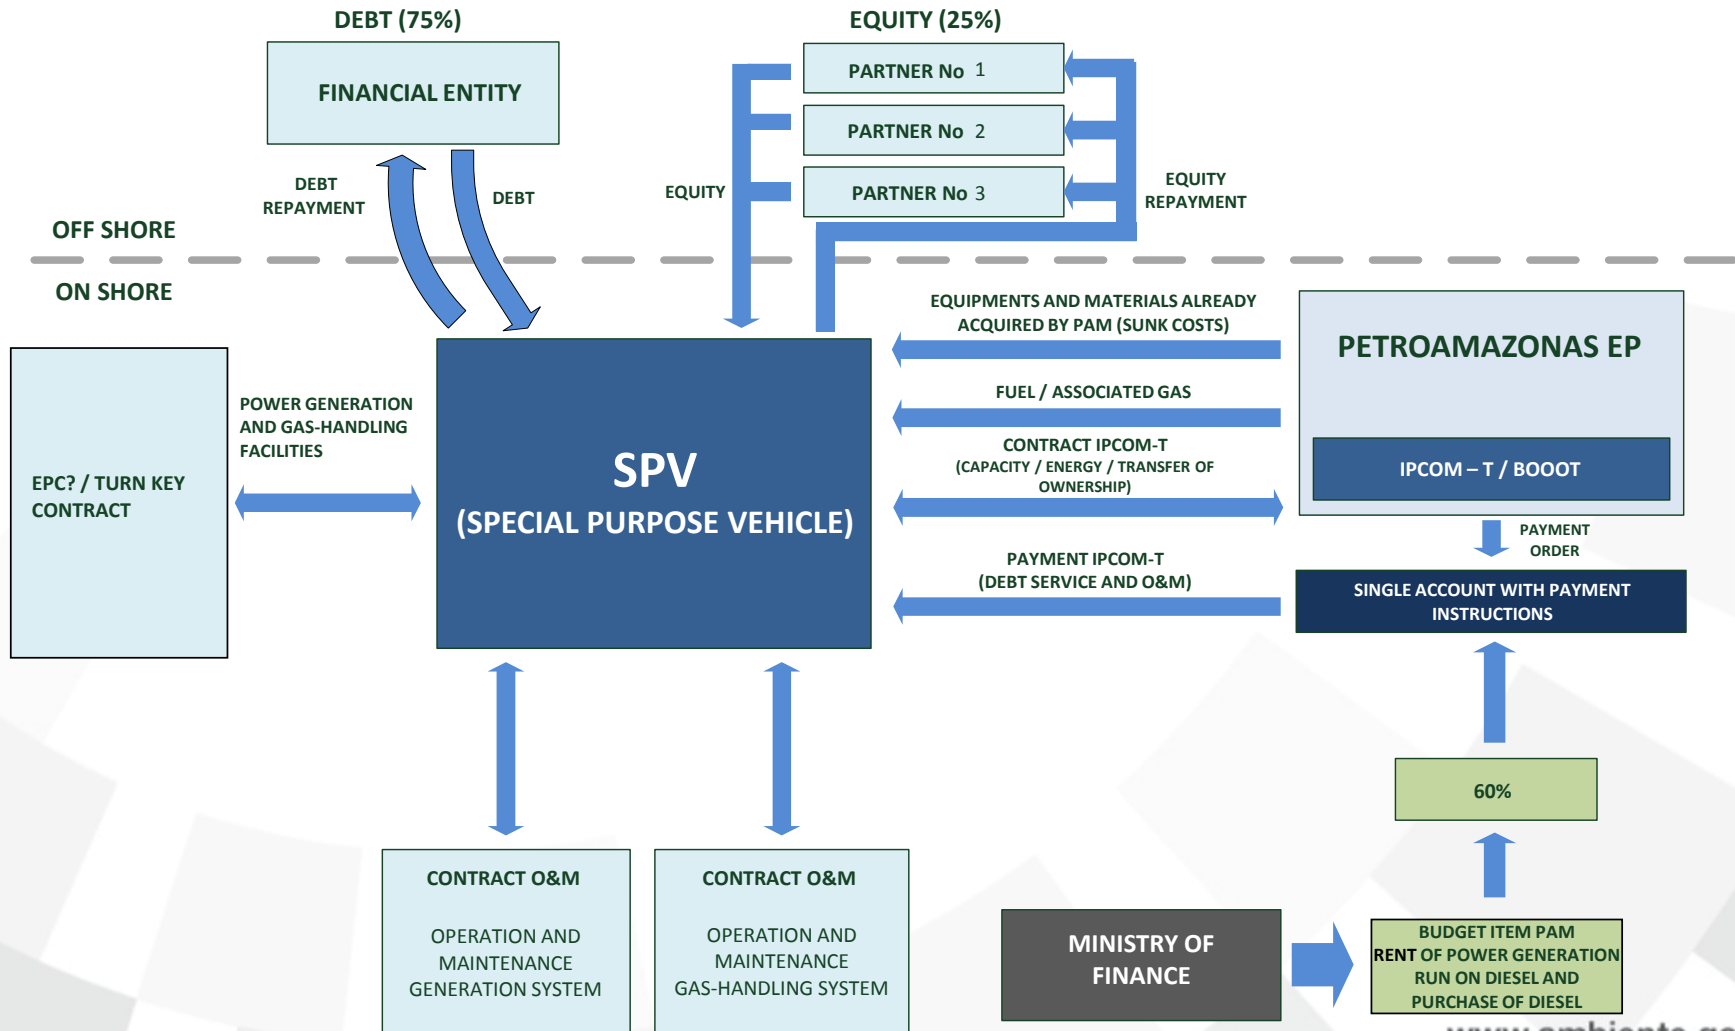 DEBT (75%)
EQUITY (25%)
FINANCIAL ENTITY
PARTNER No 1
PARTNER No 2
PARTNER No 3
DEBT
REPAYMENT
DEBT
EQUITY
EQUITY
REPAYMENT
OFF SHORE
ON SHORE
EQUIPMENTS AND MATERIALS ALREADY
ACQUIRED BY PAM (SUNK COSTS)
PETROAMAZONAS EP
POWER GENERATION
AND GAS-HANDLING
FACILITIES
FUEL / ASSOCIATED GAS
SPV
(SPECIAL PURPOSE VEHICLE)
CONTRACT IPCOM-T
(CAPACITY / ENERGY / TRANSFER OF
OWNERSHIP)
IPCOM – T / BOOOT
EPC? / TURN KEY
CONTRACT
PAYMENT
ORDER
PAYMENT IPCOM-T
(DEBT SERVICE AND O&M)
SINGLE ACCOUNT WITH PAYMENT
INSTRUCTIONS
60%
CONTRACT O&M
OPERATION AND
MAINTENANCE
GENERATION SYSTEM
CONTRACT O&M
OPERATION AND
MAINTENANCE
GAS-HANDLING SYSTEM
MINISTRY OF
FINANCE
BUDGET ITEM PAM
RENT OF POWER GENERATION
RUN ON DIESEL AND
PURCHASE OF DIESEL